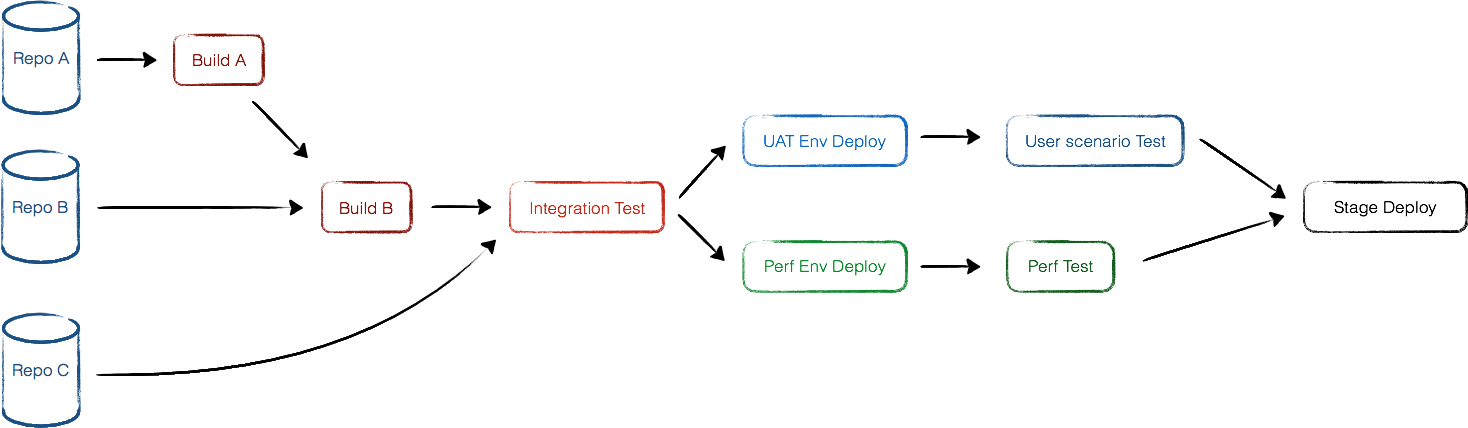 Repo A
Build A
Repo B
Build B
Repo C
Integration Test
UAT Env Deploy
User scenario Test
Perf Env Deploy
Perf Test
Stage Deploy